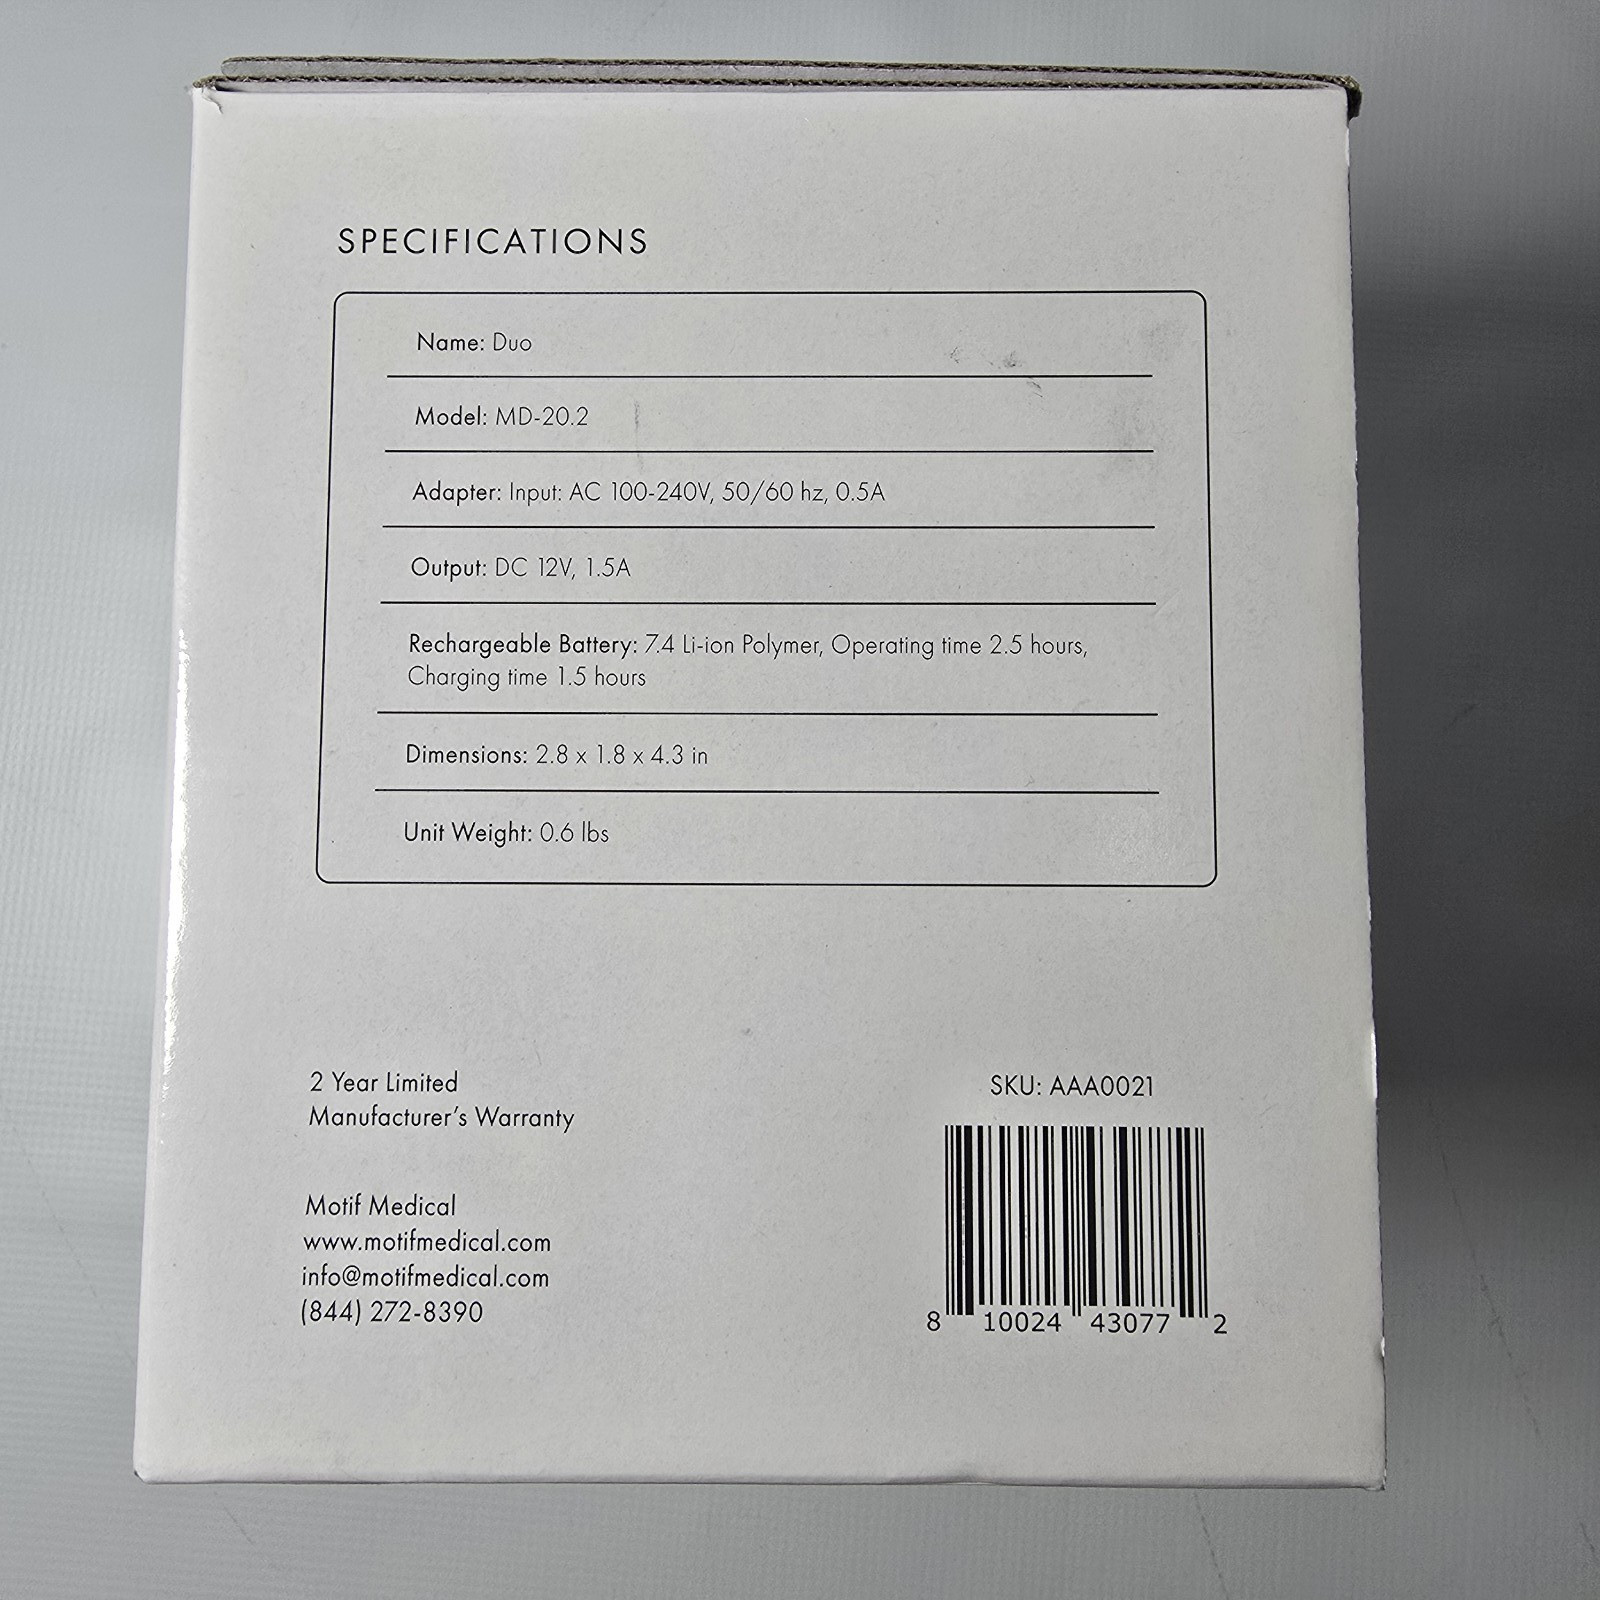 SPECIFICATIONS
Name: Duo
Model: MD-20.2
Adapter: Input: AC 100-240V, 50/60 hz, 0.5A
Output: DC 12V, 1.5A
Rechargeable Battery: 7.4 Li-ion Polymer, Operating time 2.5 hours,
Charging time 1.5 hours
Dimensions: 2.8 x 1.8 x 4.3 in
Unit Weight: 0.6 lbs
2 Year Limited
Manufacturer's Warranty
Motif Medical
www.motifmedical.com
info@motifmedical.com
(844) 272-8390
SKU: AAA0021
8 10024 43077 2